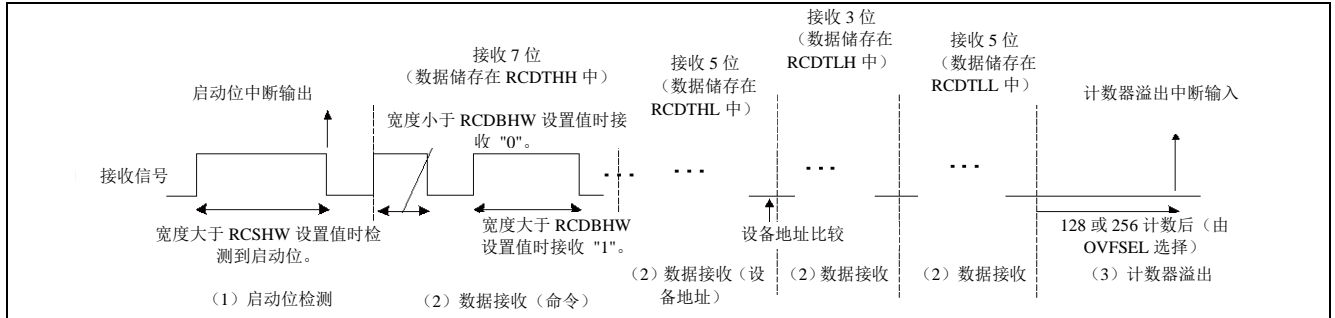 接收 3 位
（数据储存在
RCDTLH 中）
接收 7 位
（数据储存在 RCDTHH 中）
接收 5 位
（数据储存在
RCDTHL 中）
接收 5 位
（数据储存在
RCDTLL 中）
启动位中断输出
计数器溢出中断输入
宽度小于 RCDBHW 设置值时接
收 "0"。
接收信号
... ... ... ...
宽度大于 RCSHW 设置值时检
测到启动位。
宽度大于 RCDBHW
设置值时接收 "1"。
设备地址比较
128 或 256 计数后（由
OVFSEL 选择）
（1）启动位检测
（2）数据接收（命令）
（2）数据接收（设
备地址）
（2）数据接收
（2）数据接收
（3）计数器溢出